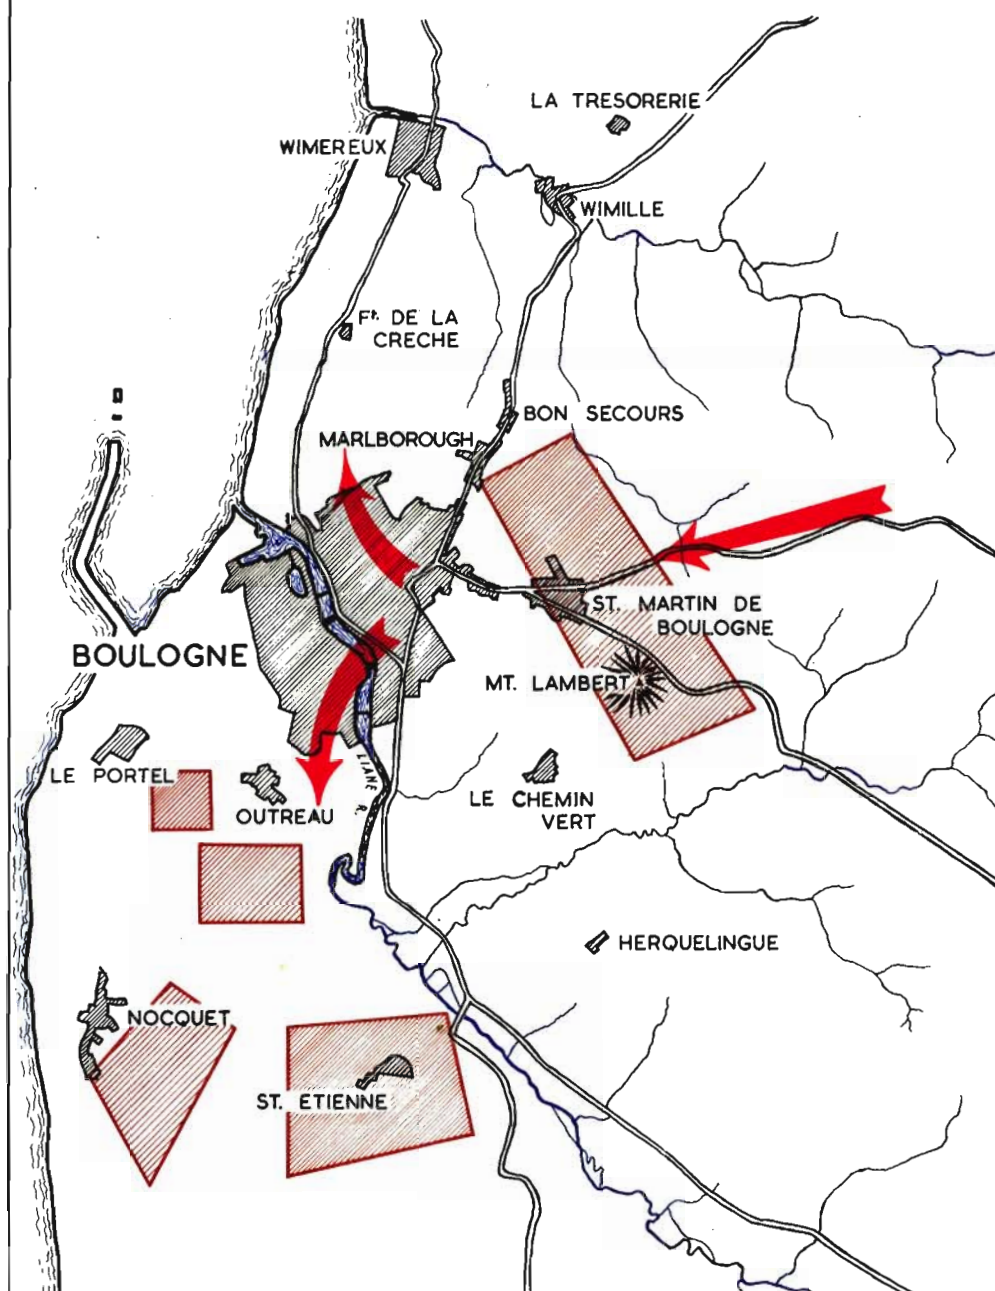 LA TRESORERIE
WIMEREUX
WIMILLE
Ft. DE LA
CRECHE
BON SECOURS
MARLBOROUGH
ST. MARTIN DE
BOULOGNE
BOULOGNE
MT. LAMBERT
LE PORTEL
LIANE R.
OUTREAU
LE CHEMIN
VERT
HERQUELINGUE
NOCQUET
ST. ETIENNE